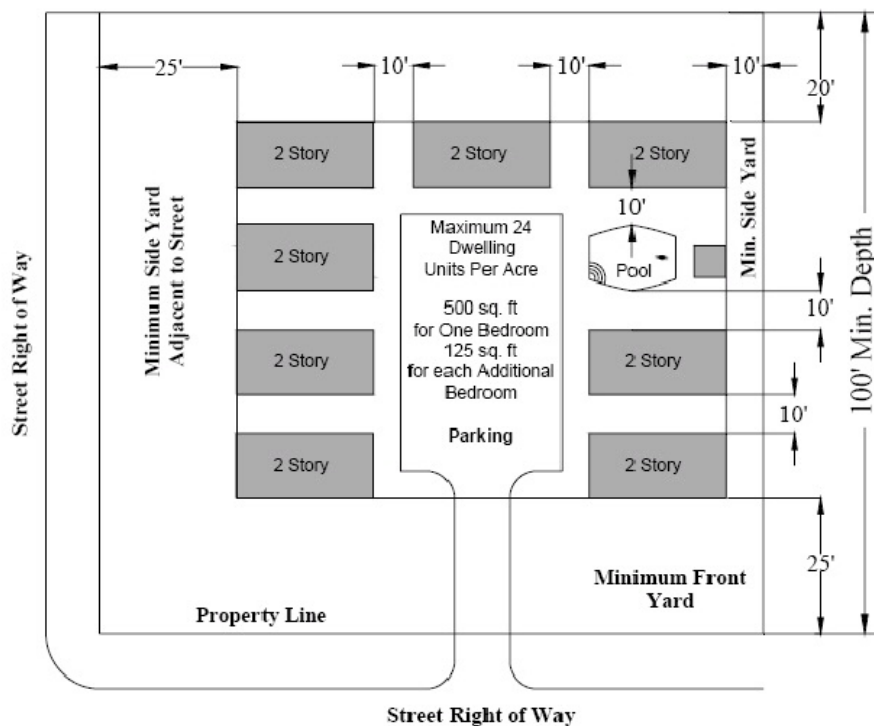 25'
10'
10'
10'
20'
2 Story
2 Story
2 Story
Street Right of Way
Minimum Side Yard
Adjacent to Street
Maximum 24
Dwelling
Units Per Acre
500 sq. ft
for One Bedroom
125 sq. ft
for each Additional
Bedroom
Parking
10'
Pool
Min. Side Yard
2 Story
10'
100' Min. Depth
2 Story
2 Story
10'
2 Story
2 Story
25'
Minimum Front
Yard
Property Line
Street Right of Way